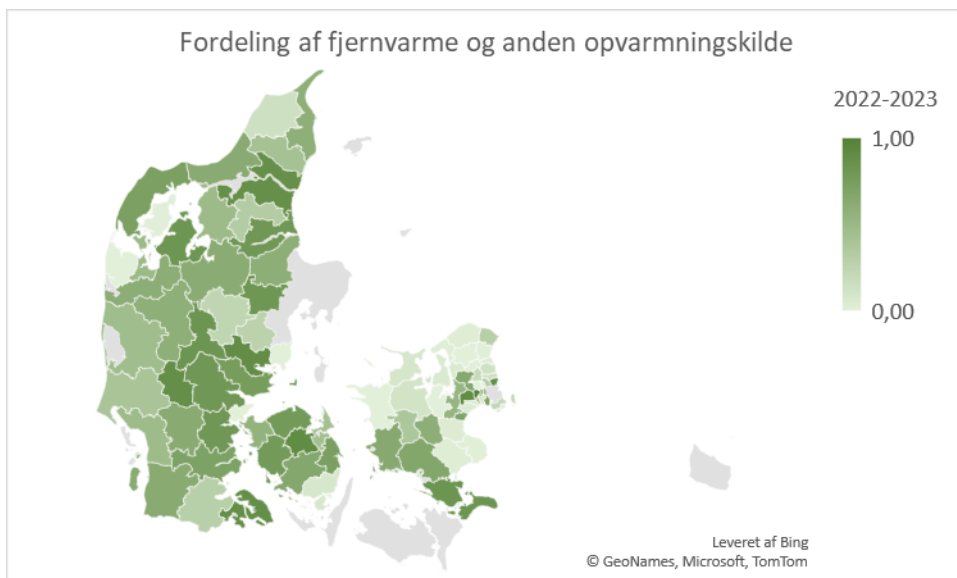 Fordeling af fjernvarme og anden opvarmningskilde
2022-2023
1,00
0,00
Leveret af Bing
© GeoNames, Microsoft, TomTom